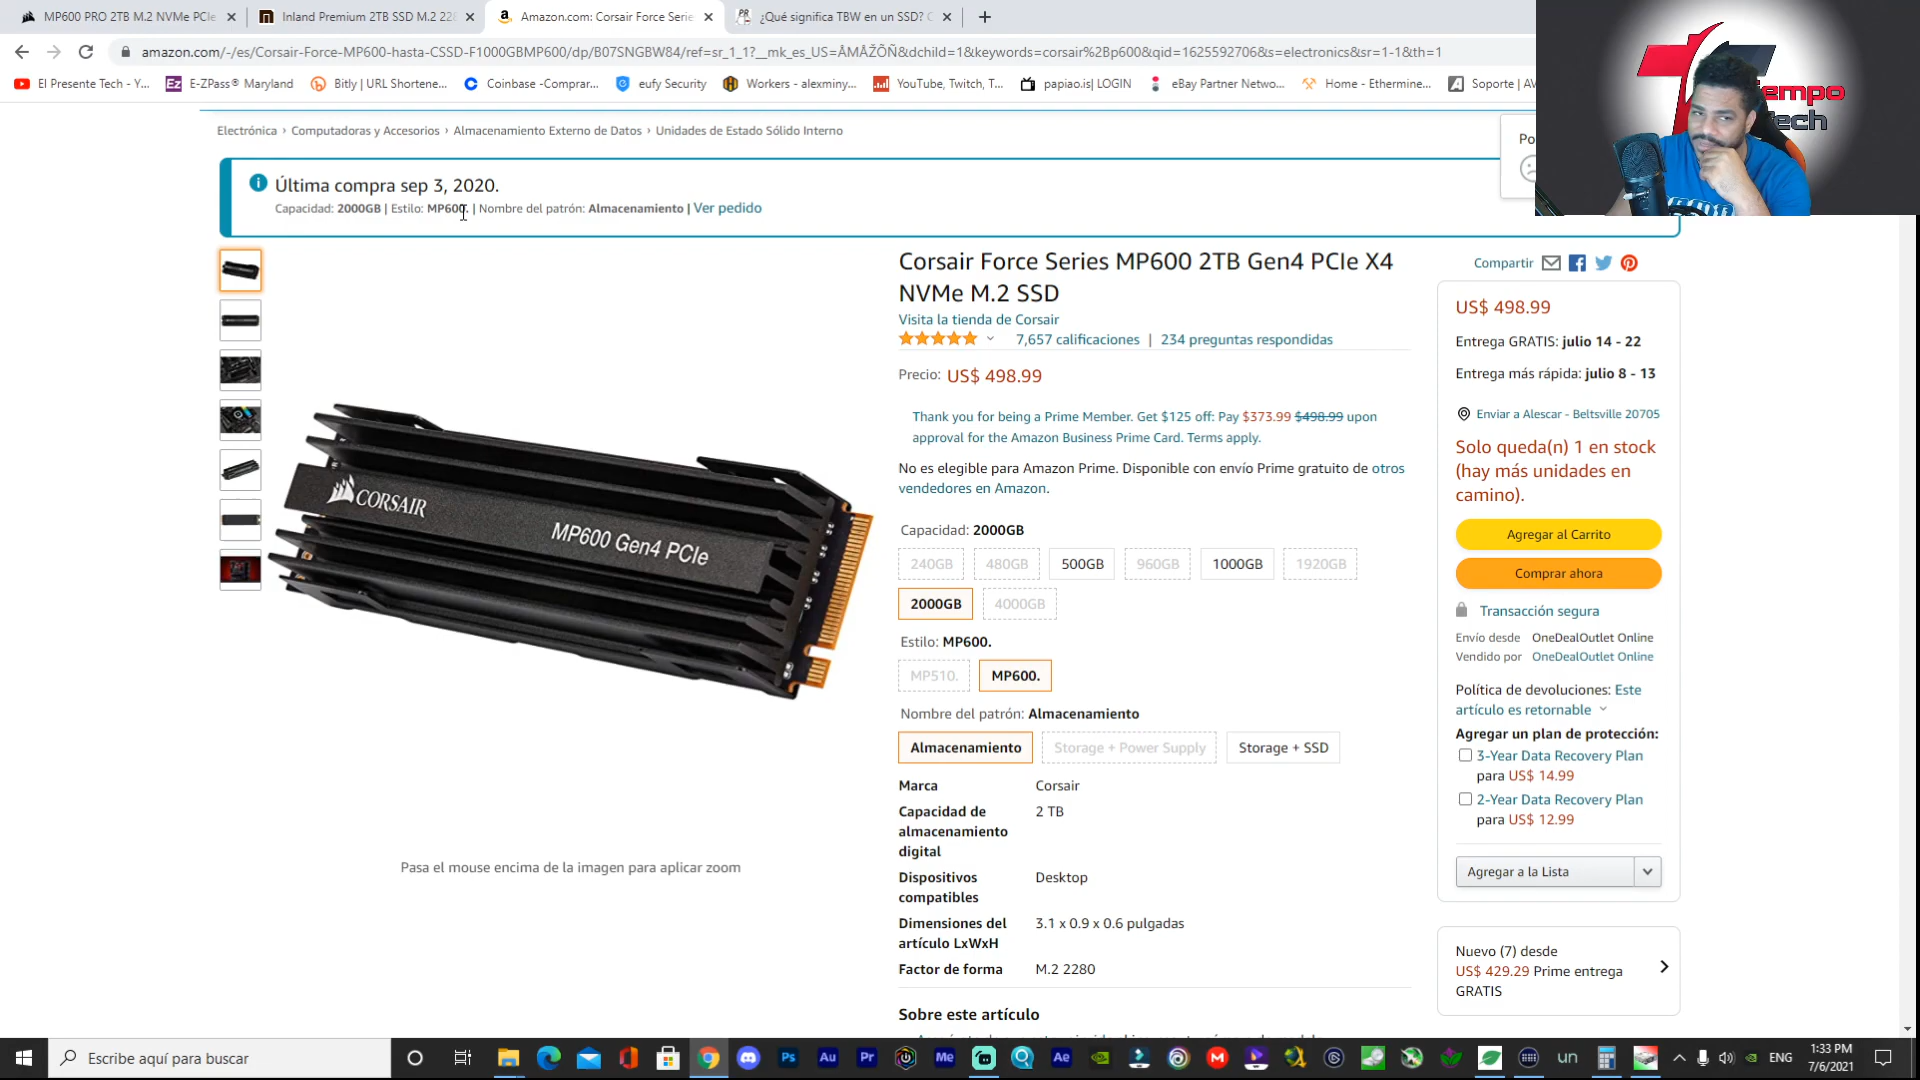 MP600 PRO 2TB M.2 NVMe PCIe
Inland Premium 2TB SSD M.2 228
Amazon.com: Corsair Force Serie
¿Qué significa TBW en un SSD? C
amazon.com/-/es/Corsair-Force-MP600-hasta-CSSD-F1000GBMP600/dp/B07SNGBW84/ref=sr_1_1?__mk_es_US=ÂMÅŽÕÑ&dchild=1&keywords=corsair%2Bp600&qid=1625592706&s=electronics&sr=1-1&th=1
El Presente Tech - Y...
E-ZPass® Maryland
Bitly | URL Shortene...
Coinbase -Comprar...
eufy Security
Workers - alexminy...
YouTube, Twitch, T...
papiao.is| LOGIN
eBay Partner Netwo...
Home - Ethermine...
Soporte | AV
empo
ech
Electrónica › Computadoras y Accesorios › Almacenamiento Externo de Datos › Unidades de Estado Sólido Interno
Po
Última compra sep 3, 2020.
Capacidad: 2000GB | Estilo: MP600. | Nombre del patrón: Almacenamiento | Ver pedido
CORSAIR
MP600 Gen4 PCIe
Pasa el mouse encima de la imagen para aplicar zoom
Corsair Force Series MP600 2TB Gen4 PCIe X4
NVMe M.2 SSD
Visita la tienda de Corsair
7,657 calificaciones | 234 preguntas respondidas
Precio: US$ 498.99
Thank you for being a Prime Member. Get $125 off: Pay $373.99 $498.99 upon
approval for the Amazon Business Prime Card. Terms apply.
No es elegible para Amazon Prime. Disponible con envío Prime gratuito de otros
vendedores en Amazon.
Capacidad: 2000GB
240GB 480GB 500GB 960GB 1000GB 1920GB
2000GB 4000GB
Estilo: MP600.
MP510. MP600.
Nombre del patrón: Almacenamiento
Almacenamiento Storage + Power Supply Storage + SSD
Marca Corsair
Capacidad de almacenamiento digital 2 TB
Dispositivos compatibles Desktop
Dimensiones del artículo LxWxH 3.1 x 0.9 x 0.6 pulgadas
Factor de forma M.2 2280
Sobre este artículo
Compartir
US$ 498.99
Entrega GRATIS: julio 14 - 22
Entrega más rápida: julio 8 - 13
Enviar a Alescar - Beltsville 20705
Solo queda(n) 1 en stock
(hay más unidades en
camino).
Agregar al Carrito
Comprar ahora
Transacción segura
Envío desde OneDealOutlet Online
Vendido por OneDealOutlet Online
Política de devoluciones: Este
artículo es retornable
Agregar un plan de protección:
3-Year Data Recovery Plan
para US$ 14.99
2-Year Data Recovery Plan
para US$ 12.99
Agregar a la Lista
Nuevo (7) desde
US$ 429.29 Prime entrega
GRATIS
Escribe aquí para buscar
Ps
Au
Pr
Me
Ae
un
ENG
1:33 PM
7/6/2021